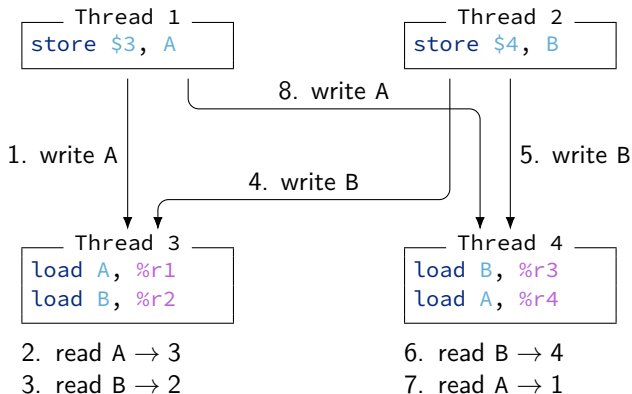 Thread 1
store $3, A
Thread 2
store $4, B
8. write A
1. write A
5. write B
4. write B
Thread 3
load A, %r1
load B, %r2
Thread 4
load B, %r3
load A, %r4
2. read A → 3
3. read B → 2
6. read B → 4
7. read A → 1